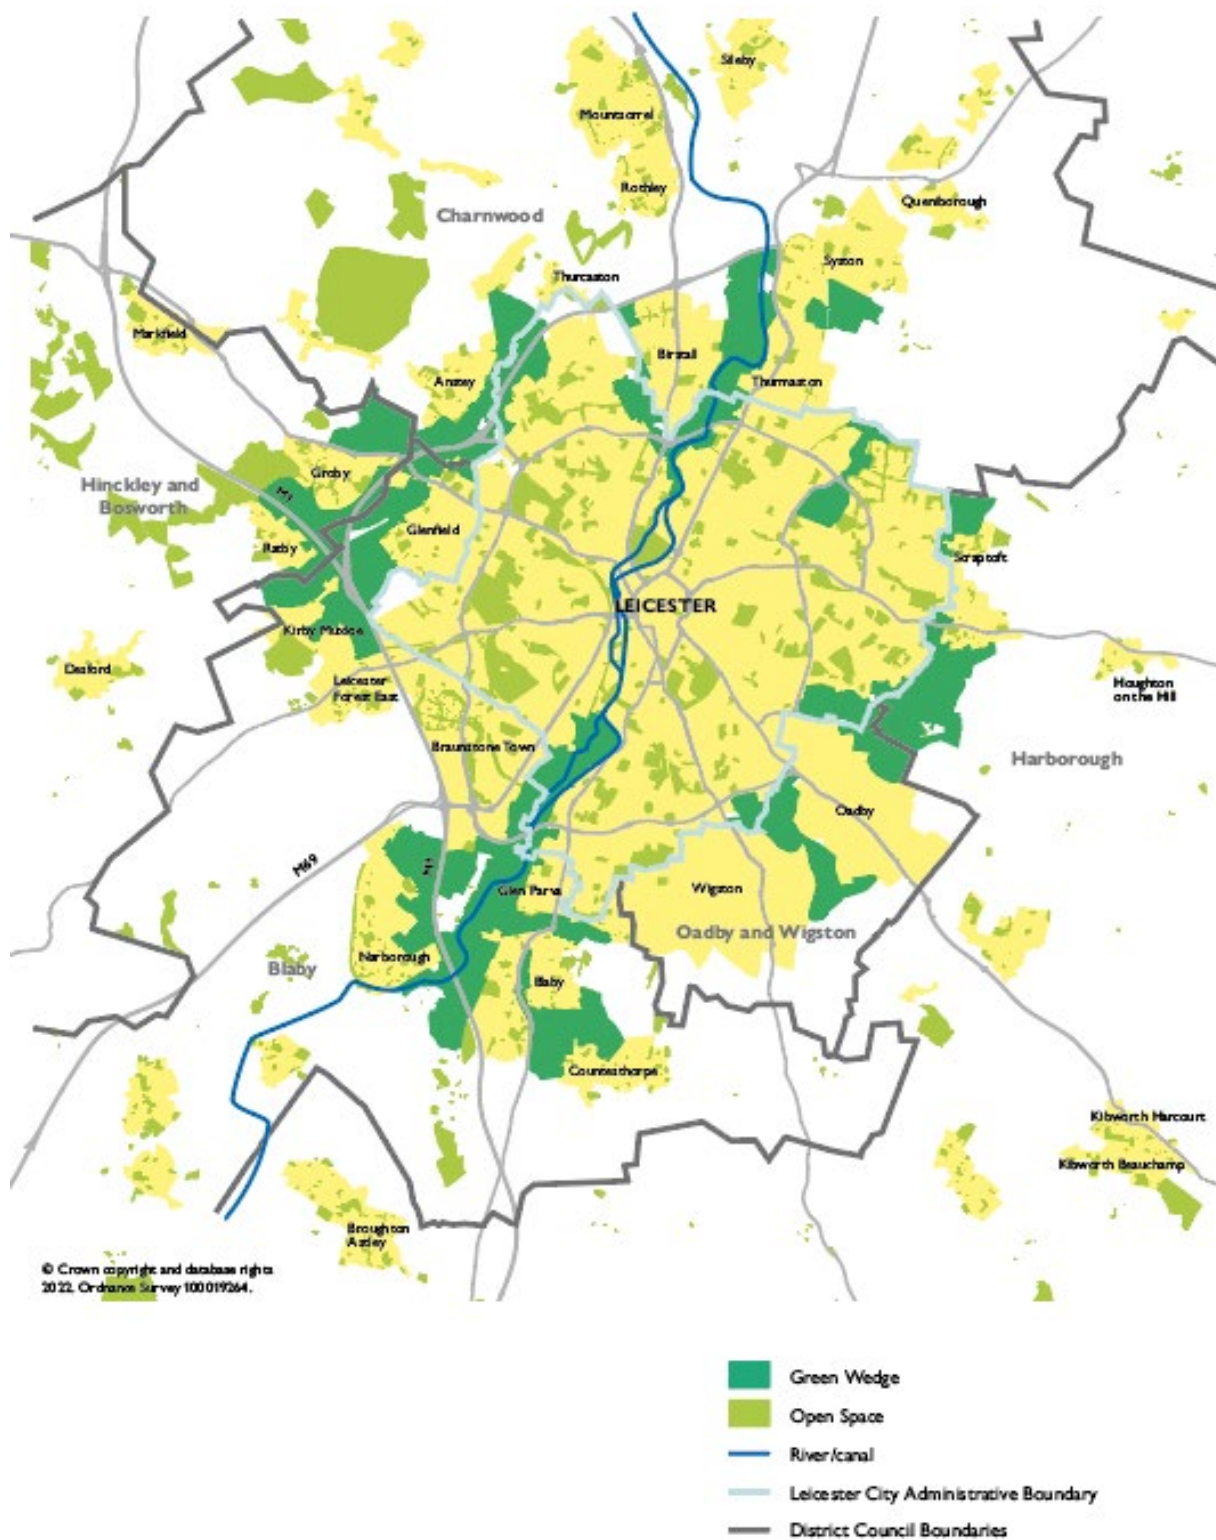 Sileby
Mountsorrel
Rothley
Quenborough
Charnwood
Syston
Thurcaston
Markfield
Birstall
Anstey
Thurmaston
Groby
Hinckley and
Bosworth
M1
Glenfield
Ratby
Scraptoft
LEICESTER
Kirby Muxloe
Desford
Leicester
Forest East
Houghton
on the Hill
Braunstone Town
Harborough
Oadby
M69
M1
Glen Parva
Wigston
Oadby and Wigston
Narborough
Blaby
Blaby
Countesthorpe
Kibworth Harcourt
Kibworth Beauchamp
Broughton
Astley
© Crown copyright and database rights
2022. Ordnance Survey 100019264.
Green Wedge
Open Space
River/canal
Leicester City Administrative Boundary
District Council Boundaries